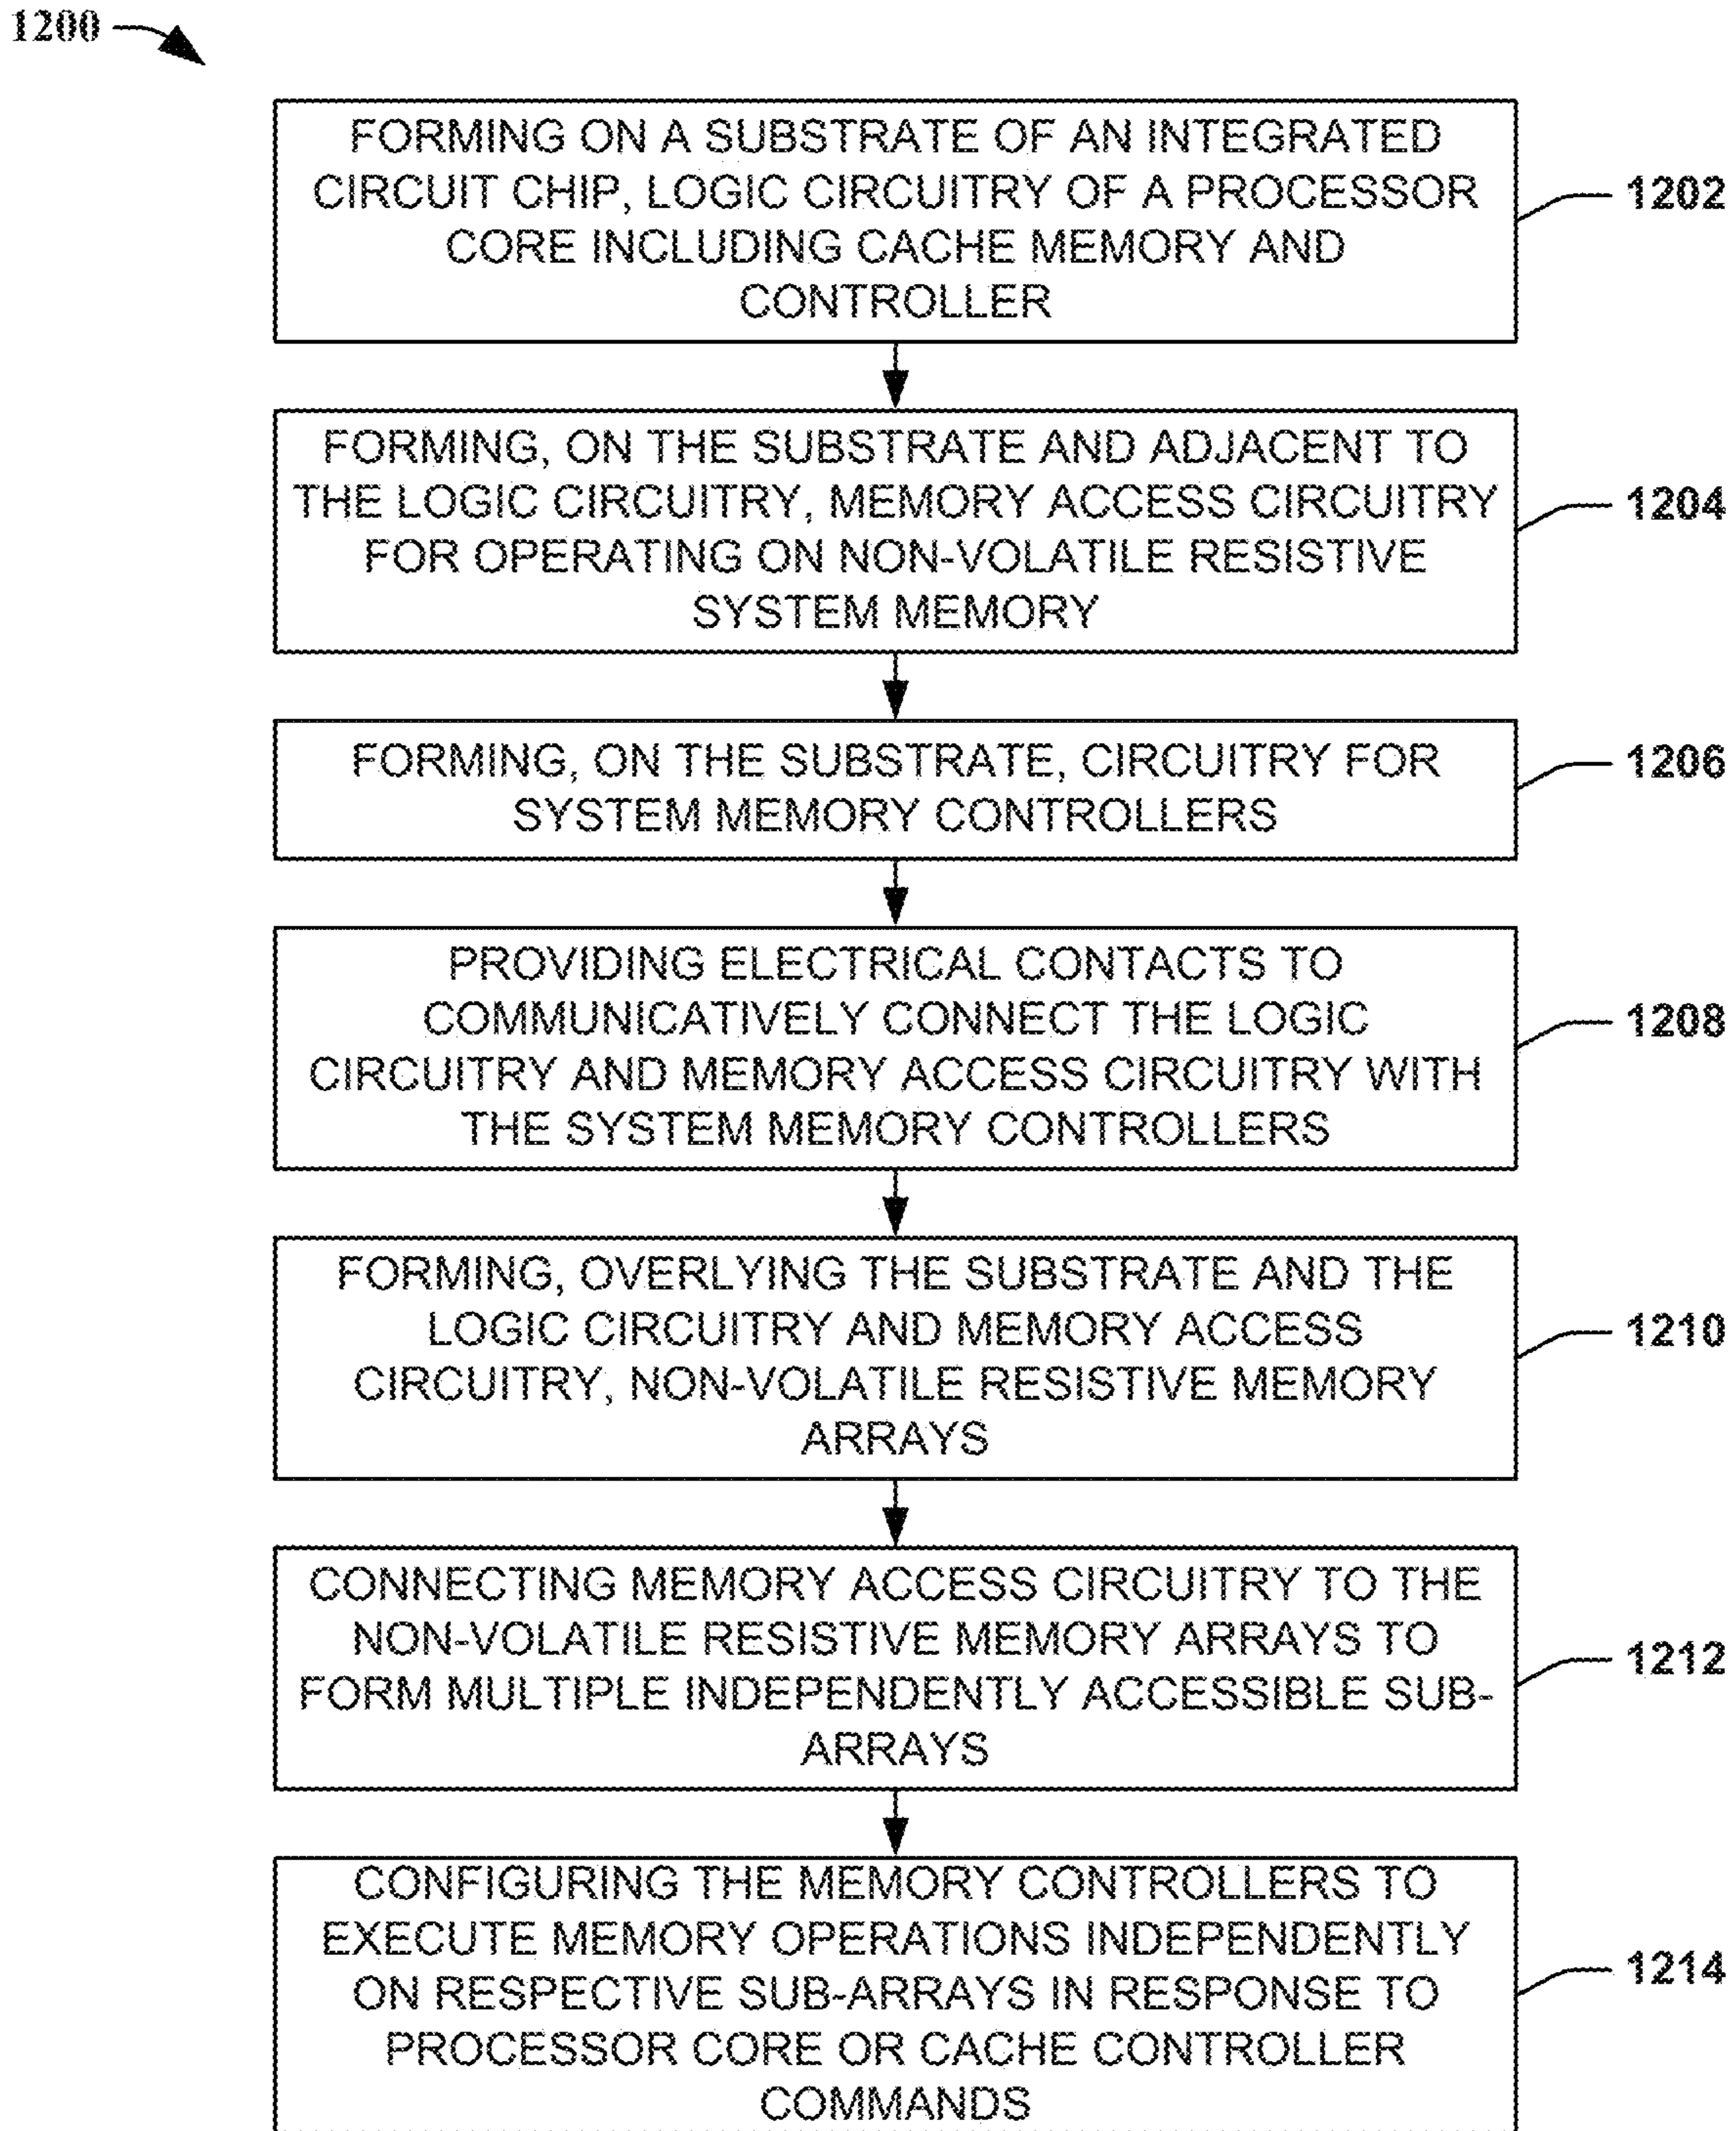 1200
FORMING ON A SUBSTRATE OF AN INTEGRATED
CIRCUIT CHIP, LOGIC CIRCUITRY OF A PROCESSOR
CORE INCLUDING CACHE MEMORY AND
CONTROLLER
1202
FORMING, ON THE SUBSTRATE AND ADJACENT TO
THE LOGIC CIRCUITRY, MEMORY ACCESS CIRCUITRY
FOR OPERATING ON NON-VOLATILE RESISTIVE
SYSTEM MEMORY
1204
FORMING, ON THE SUBSTRATE, CIRCUITRY FOR
SYSTEM MEMORY CONTROLLERS
1206
PROVIDING ELECTRICAL CONTACTS TO
COMMUNICATIVELY CONNECT THE LOGIC
CIRCUITRY AND MEMORY ACCESS CIRCUITRY WITH
THE SYSTEM MEMORY CONTROLLERS
1208
FORMING, OVERLYING THE SUBSTRATE AND THE
LOGIC CIRCUITRY AND MEMORY ACCESS
CIRCUITRY, NON-VOLATILE RESISTIVE MEMORY
ARRAYS
1210
CONNECTING MEMORY ACCESS CIRCUITRY TO THE
NON-VOLATILE RESISTIVE MEMORY ARRAYS TO
FORM MULTIPLE INDEPENDENTLY ACCESSIBLE SUB-
ARRAYS
1212
CONFIGURING THE MEMORY CONTROLLERS TO
EXECUTE MEMORY OPERATIONS INDEPENDENTLY
ON RESPECTIVE SUB-ARRAYS IN RESPONSE TO
PROCESSOR CORE OR CACHE CONTROLLER
COMMANDS
1214